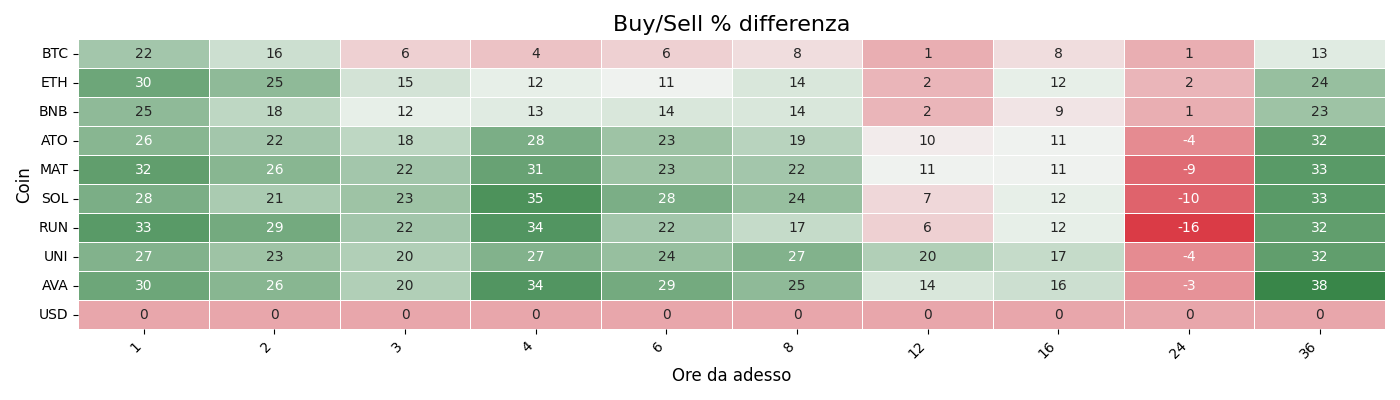 Buy/Sell % differenza
Coin
BTC 22 16 6 4 6 8 1 8 1 13
ETH 30 25 15 12 11 14 2 12 2 24
BNB 25 18 12 13 14 14 2 9 1 23
ATO 26 22 18 28 23 19 10 11 -4 32
MAT 32 26 22 31 23 22 11 11 -9 33
SOL 28 21 23 35 28 24 7 12 -10 33
RUN 33 29 22 34 22 17 6 12 -16 32
UNI 27 23 20 27 24 27 20 17 -4 32
AVA 30 26 20 34 29 25 14 16 -3 38
USD 0 0 0 0 0 0 0 0 0 0
1 2 3 4 6 8 12 16 24 36
Ore da adesso